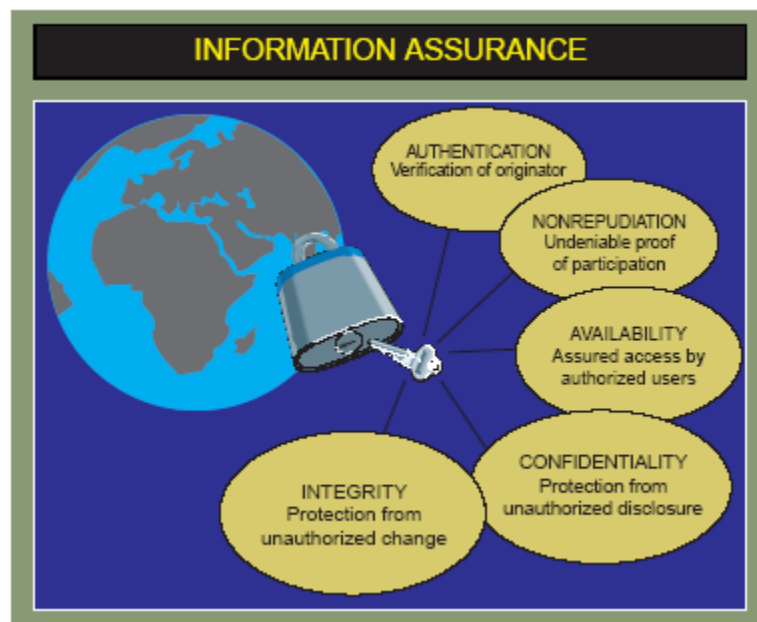 INFORMATION ASSURANCE
AUTHENTICATION
Verification of originator
NONREPUDIATION
Undeniable proof
of participation
AVAILABILITY
Assured access by
authorized users
CONFIDENTIALITY
Protection from
unauthorized disclosure
INTEGRITY
Protection from
unauthorized change